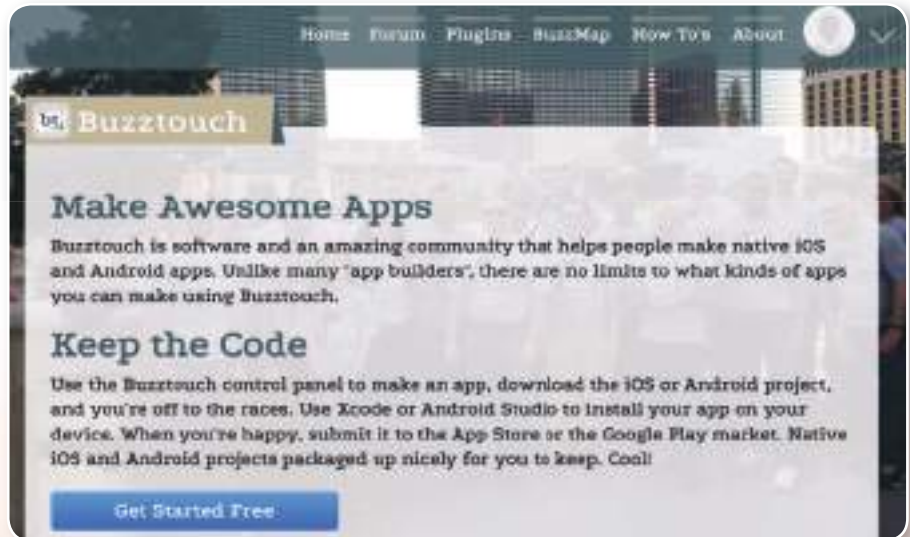 Home Forum Plugins BuzzMap How To's About
bt. Buzztouch
Make Awesome Apps
Buzztouch is software and an amazing community that helps people make native iOS
and Android apps. Unlike many "app builders", there are no limits to what kinds of apps
you can make using Buzztouch.
Keep the Code
Use the Buzztouch control panel to make an app, download the iOS or Android project,
and you're off to the races. Use Xcode or Android Studio to install your app on your
device. When you're happy, submit it to the App Store or the Google Play market. Native
iOS and Android projects packaged up nicely for you to keep. Cool!
Get Started Free